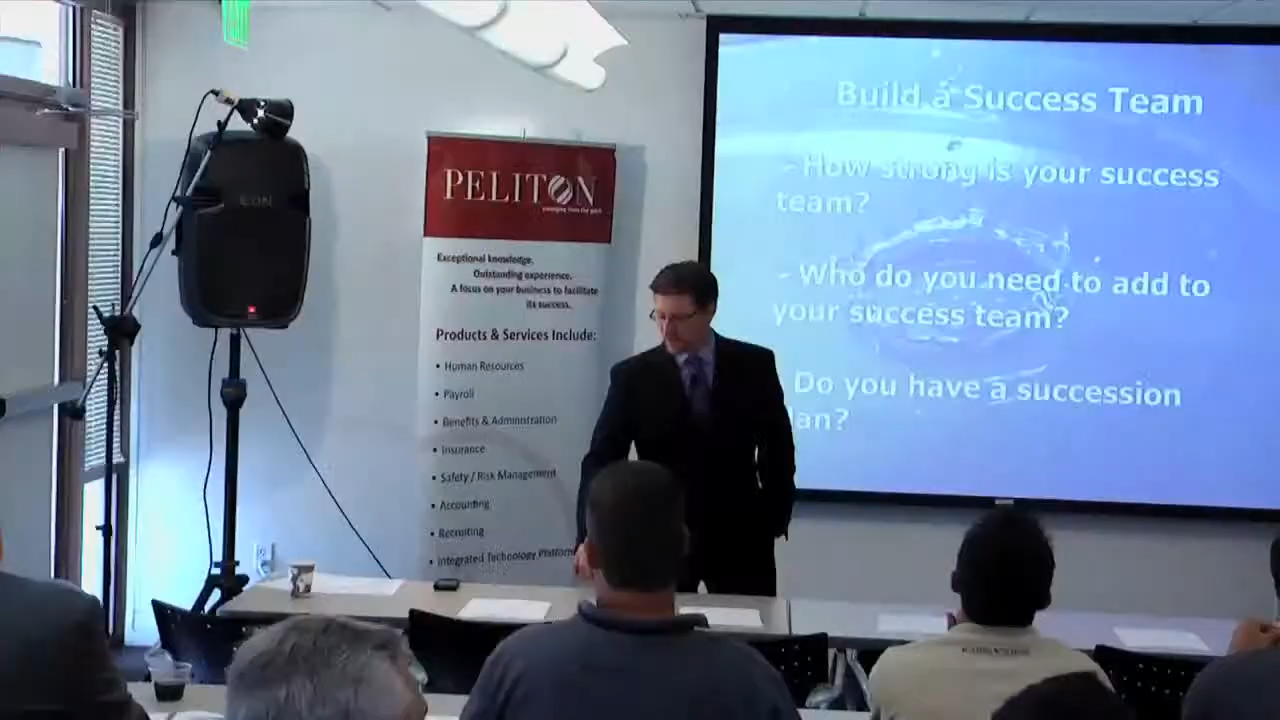 EON
PELITON
Exceptional knowledge.
Outstanding experience.
A focus on your business to facilitate
its success.
Products & Services Include:
• Human Resources
• Payroll
• Benefits & Administration
• Insurance
• Safety / Risk Management
• Accounting
• Recruiting
• Integrated Technology Platform
Build a Success Team
- How strong is your success
team?
- Who do you need to add to
your success team?
Do you have a succession
lan?